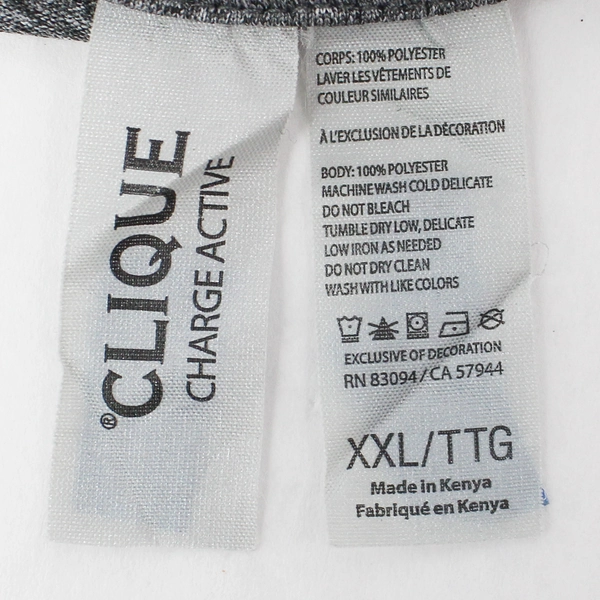 CLIQUE®
CHARGE ACTIVE
CORPS: 100% POLYESTER
LAVER LES VÊTEMENTS DE
COULEUR SIMILAIRES
À L'EXCLUSION DE LA DÉCORATION
BODY: 100% POLYESTER
MACHINE WASH COLD DELICATE
DO NOT BLEACH
TUMBLE DRY LOW, DELICATE
LOW IRON AS NEEDED
DO NOT DRY CLEAN
WASH WITH LIKE COLORS
EXCLUSIVE OF DECORATION
RN 83094/CA 57944
XXL/TTG
Made in Kenya
Fabriqué en Kenya